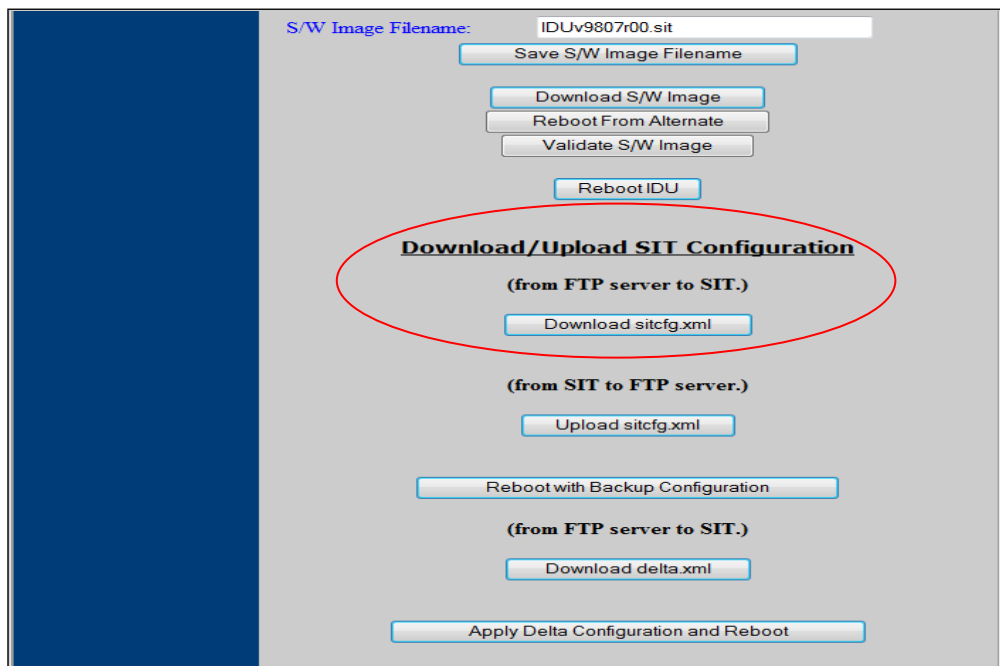 S/W Image Filename: IDUv9807r00.sit
Save S/W Image Filename
Download S/W Image
Reboot From Alternate
Validate S/W Image
Reboot IDU
Download/Upload SIT Configuration
(from FTP server to SIT.)
Download sitcfg.xml
(from SIT to FTP server.)
Upload sitcfg.xml
Reboot with Backup Configuration
(from FTP server to SIT.)
Download delta.xml
Apply Delta Configuration and Reboot